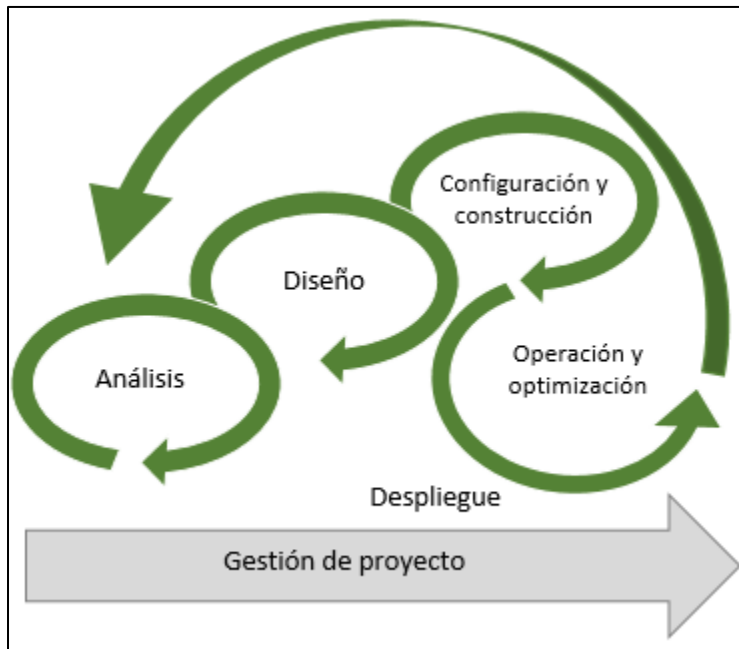 Configuración y
construcción
Diseño
Análisis
Operación y
optimización
Despliegue
Gestión de proyecto